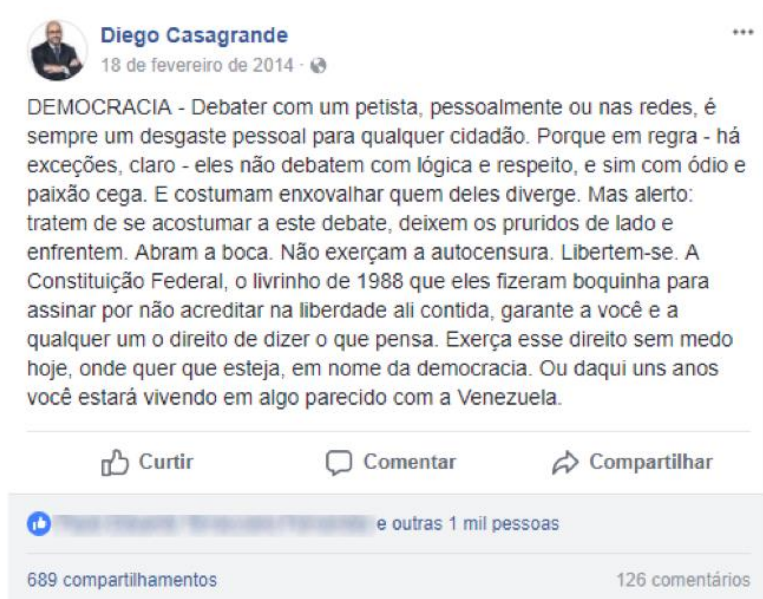 Diego Casagrande
18 de fevereiro de 2014 ·
DEMOCRACIA - Debater com um petista, pessoalmente ou nas redes, é
sempre um desgaste pessoal para qualquer cidadão. Porque em regra - há
exceções, claro - eles não debatem com lógica e respeito, e sim com ódio e
paixão cega. E costumam enxovalhar quem deles diverge. Mas alerto:
tratem de se acostumar a este debate, deixem os pruridos de lado e
enfrentem. Abram a boca. Não exerçam a autocensura. Libertem-se. A
Constituição Federal, o livrinho de 1988 que eles fizeram boquinha para
assinar por não acreditar na liberdade ali contida, garante a você e a
qualquer um o direito de dizer o que pensa. Exerça esse direito sem medo
hoje, onde quer que esteja, em nome da democracia. Ou daqui uns anos
você estará vivendo em algo parecido com a Venezuela.
Curtir Comentar Compartilhar
e outras 1 mil pessoas
689 compartilhamentos 126 comentários